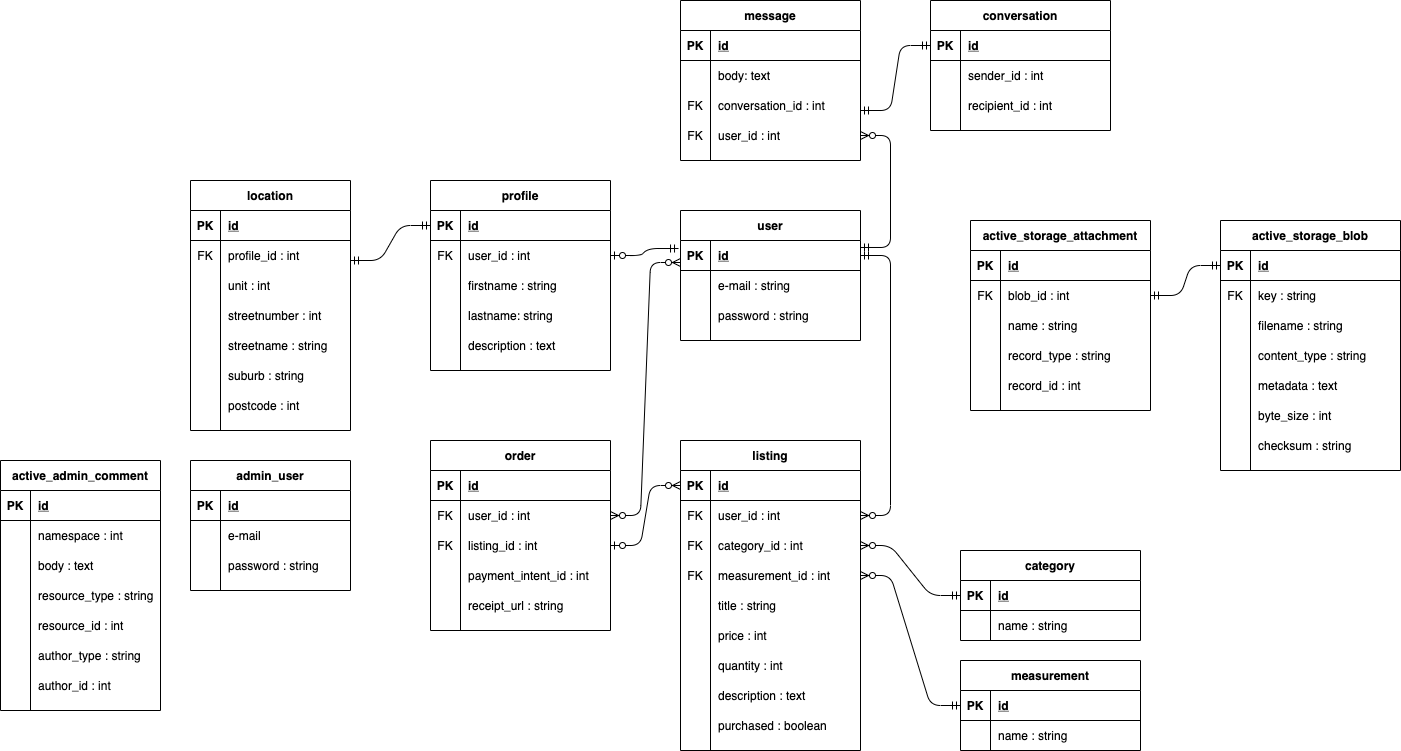 message
PK id
body: text
FK conversation_id : int
FK user_id : int
conversation
PK id
sender_id : int
recipient_id : int
location
PK id
FK profile_id : int
unit : int
streetnumber : int
streetname : string
suburb : string
postcode : int
profile
PK id
FK user_id : int
firstname : string
lastname: string
description : text
user
PK id
e-mail : string
password : string
active_storage_attachment
PK id
FK blob_id : int
name : string
record_type : string
record_id : int
active_storage_blob
PK id
FK key : string
filename : string
content_type : string
metadata : text
byte_size : int
checksum : string
active_admin_comment
PK id
namespace : int
body : text
resource_type : string
resource_id : int
author_type : string
author_id : int
admin_user
PK id
e-mail
password : string
order
PK id
FK user_id : int
FK listing_id : int
payment_intent_id : int
receipt_url : string
listing
PK id
FK user_id : int
FK category_id : int
FK measurement_id : int
title : string
price : int
quantity : int
description : text
purchased : boolean
category
PK id
name : string
measurement
PK id
name : string